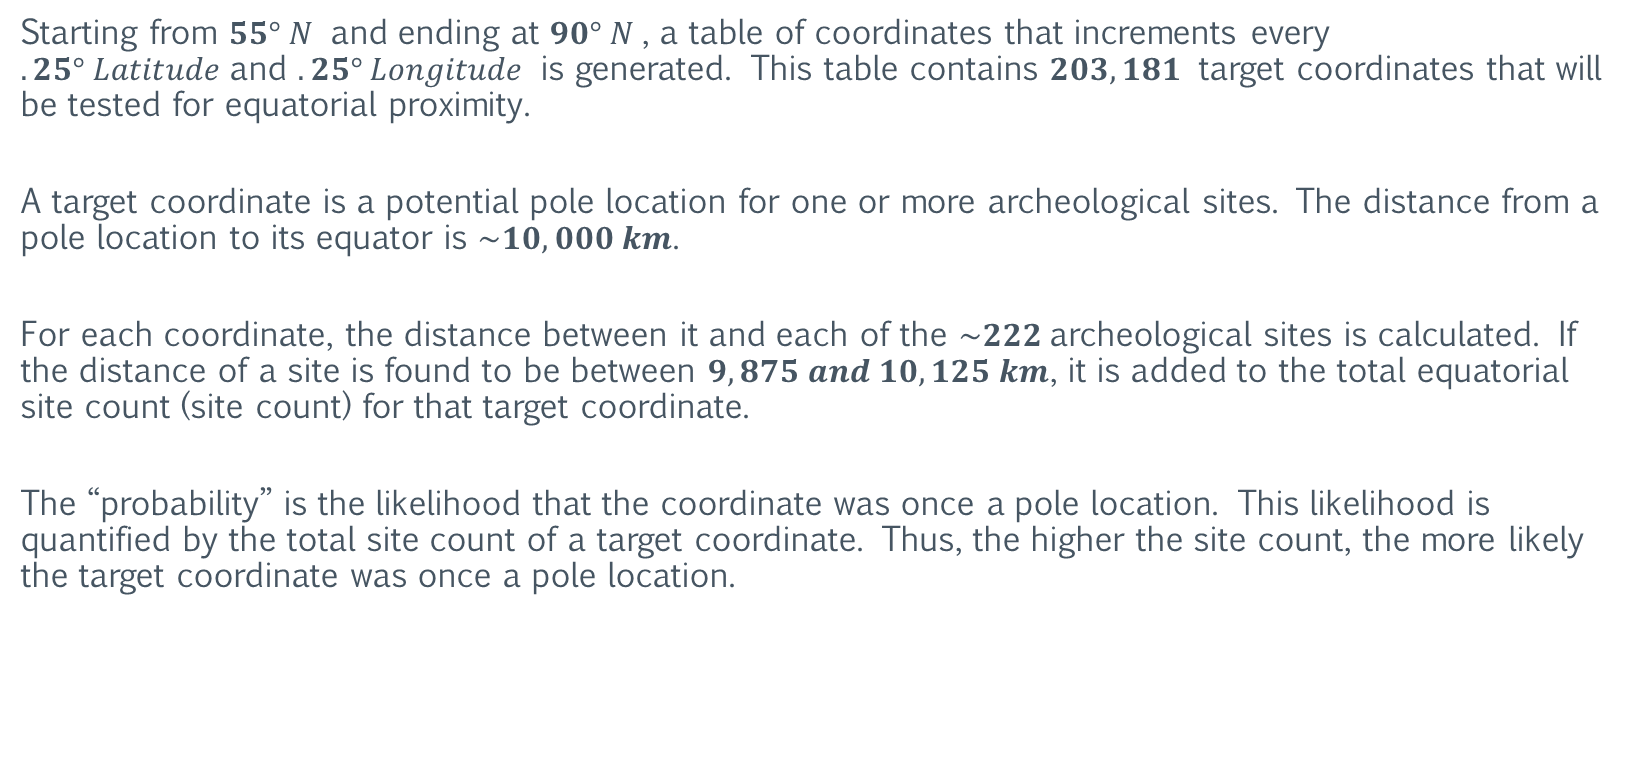 Starting from 55° N and ending at 90° N , a table of coordinates that increments every
.25° Latitude and .25° Longitude is generated. This table contains 203,181 target coordinates that will
be tested for equatorial proximity.
A target coordinate is a potential pole location for one or more archeological sites. The distance from a
pole location to its equator is ~10,000 km.
For each coordinate, the distance between it and each of the ~222 archeological sites is calculated. If
the distance of a site is found to be between 9,875 and 10,125 km, it is added to the total equatorial
site count (site count) for that target coordinate.
The “probability” is the likelihood that the coordinate was once a pole location. This likelihood is
quantified by the total site count of a target coordinate. Thus, the higher the site count, the more likely
the target coordinate was once a pole location.